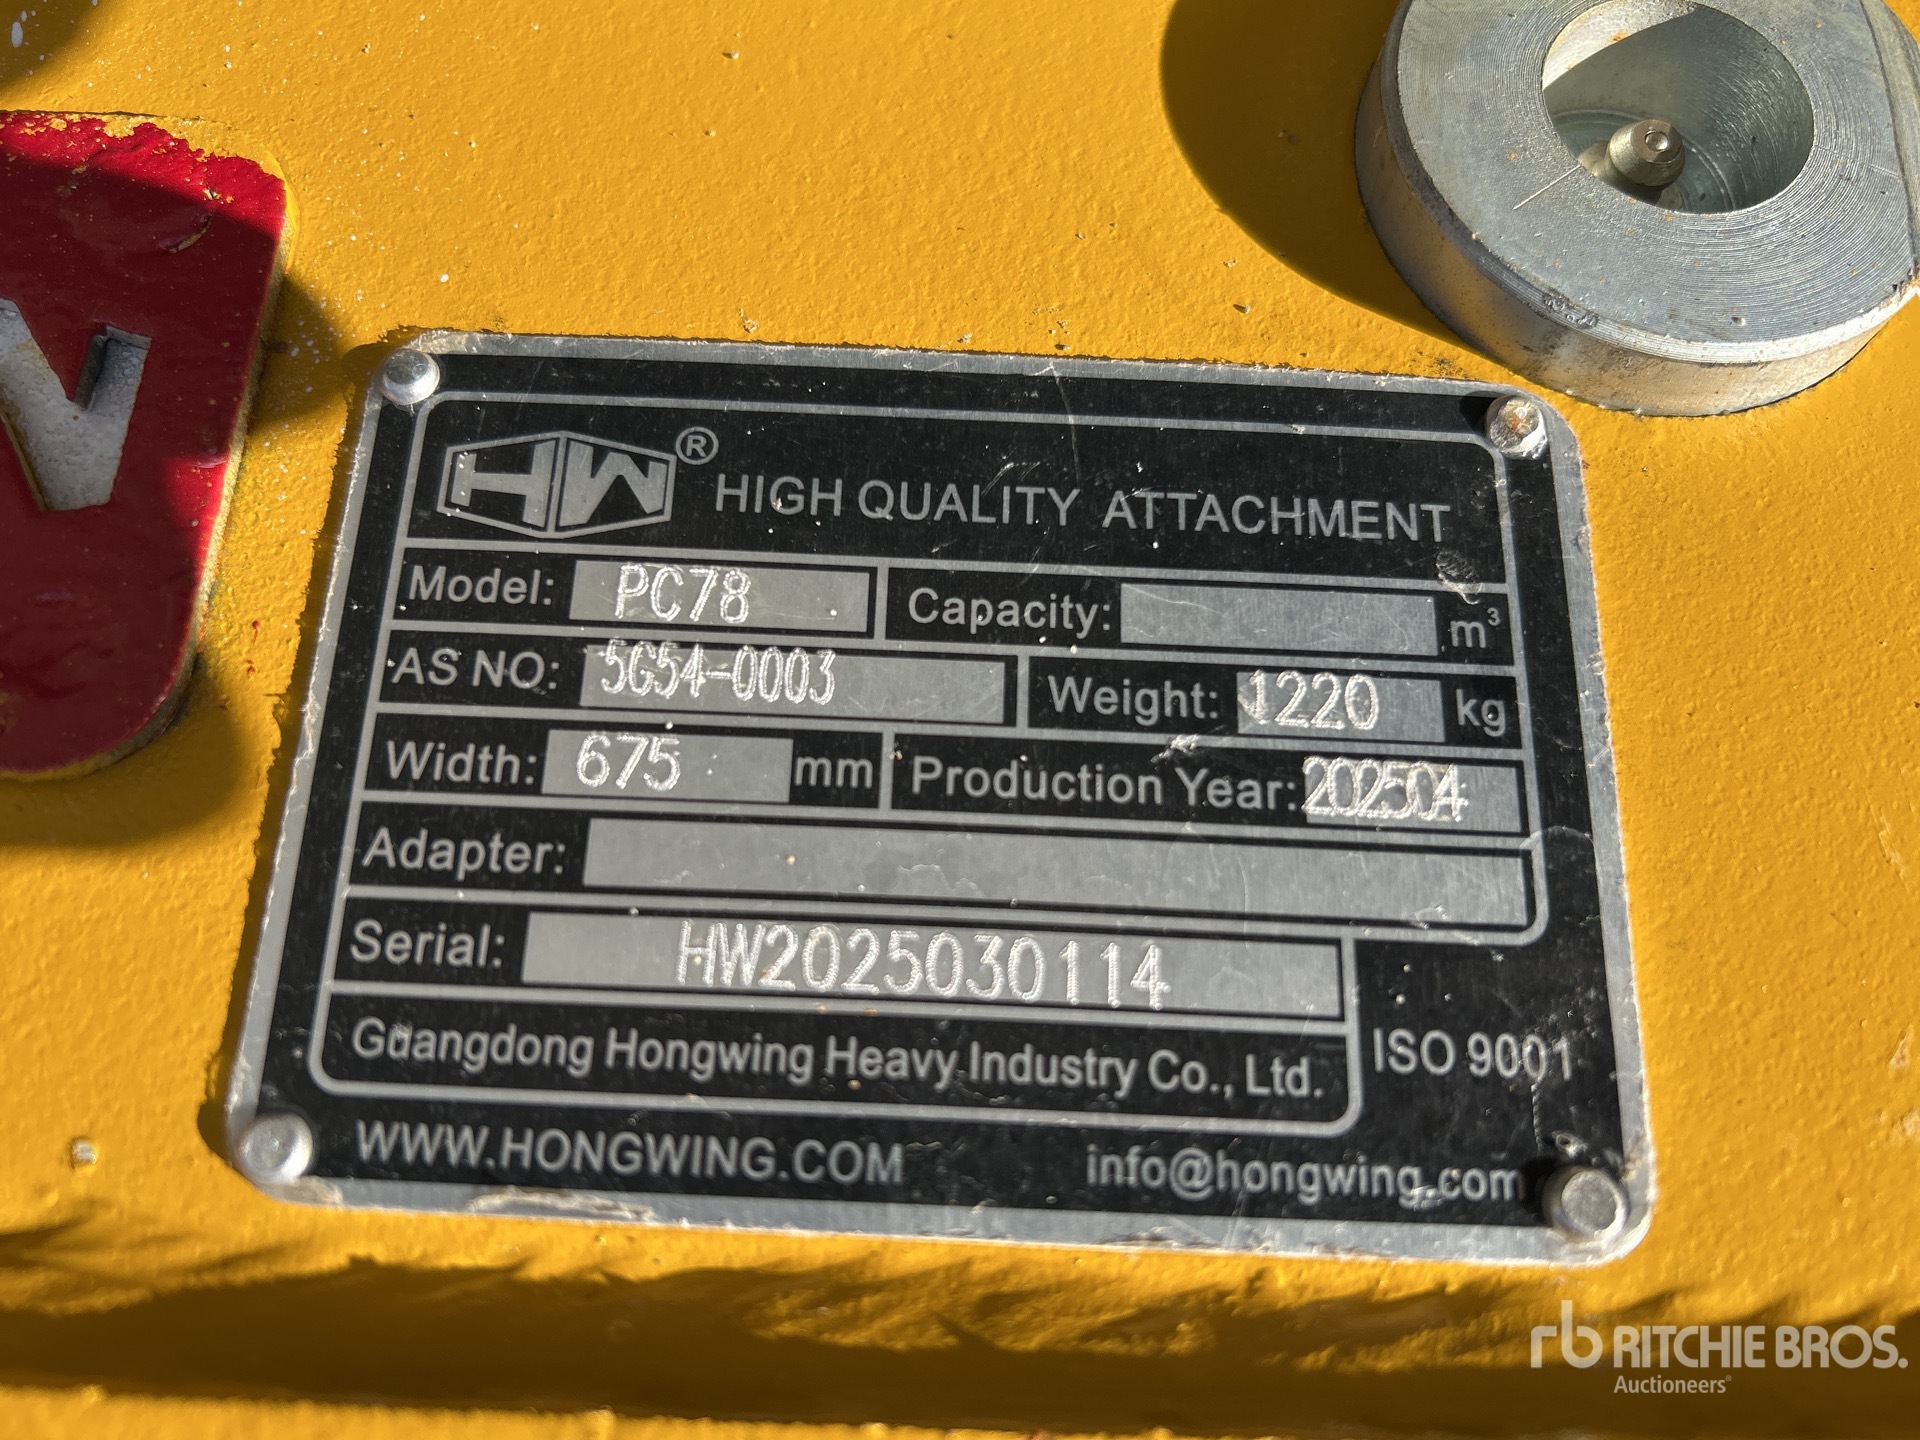 HW® HIGH QUALITY ATTACHMENT
Model: PC78 Capacity: m³
AS NO: 5G54-0003 Weight: 1220 kg
Width: 675 mm Production Year: 202504
Adapter:
Serial: HW2025030114
Guangdong Hongwing Heavy Industry Co., Ltd. ISO 9001
WWW.HONGWING.COM info@hongwing.com
rb RITCHIE BROS.
Auctioneers